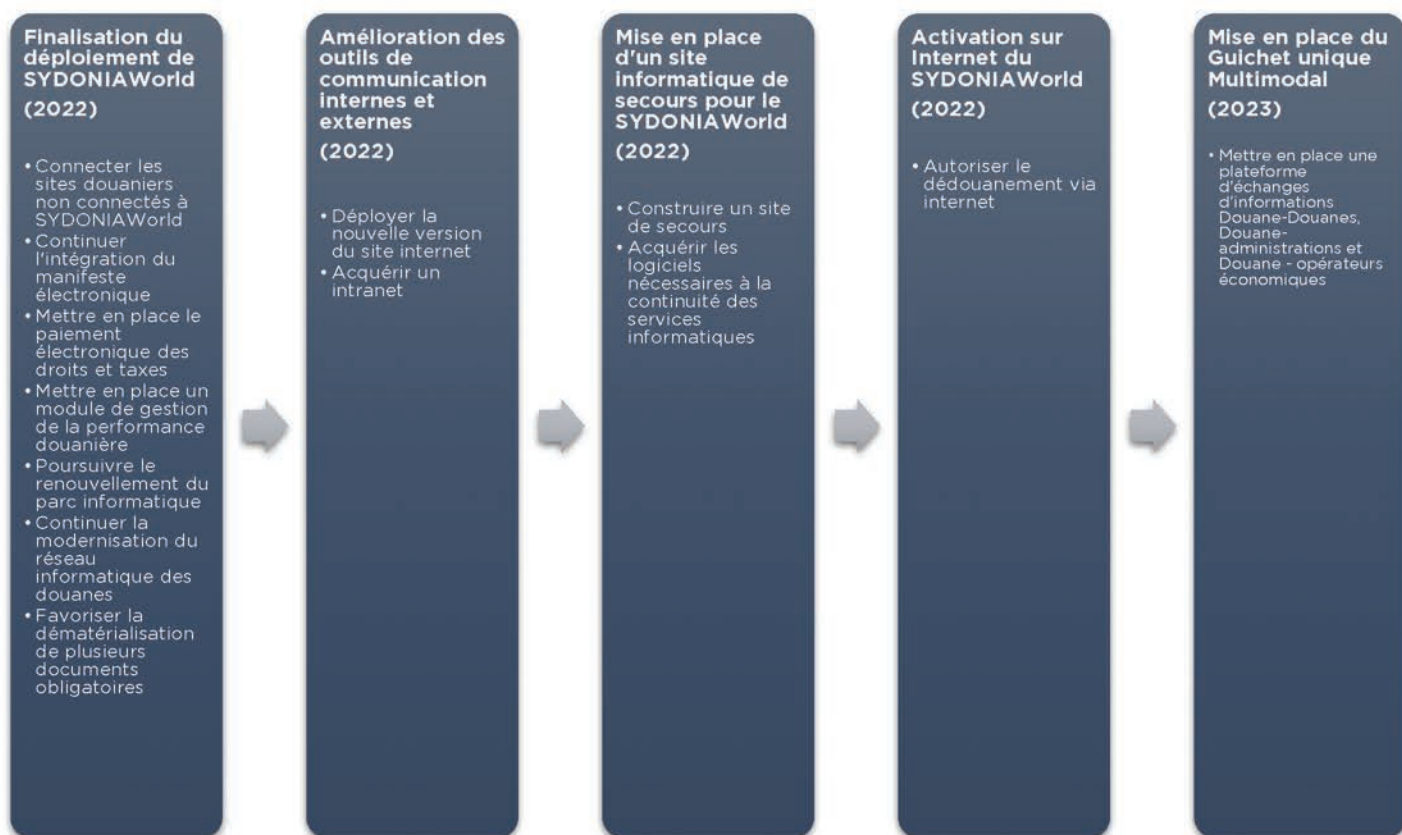 Finalisation du
déploiement de
SYDONIAWorld
(2022)
• Connecter les
sites douaniers
non connectés à
SYDONIAWorld
• Continuer
l'intégration du
manifeste
électronique
• Mettre en place le
paiement
électronique des
droits et taxes
• Mettre en place un
module de gestion
de la performance
douanière
• Poursuivre le
renouvellement du
parc informatique
• Continuer la
modernisation du
réseau
informatique des
douanes
• Favoriser la
dématérialisation
de plusieurs
documents
obligatoires
Amélioration des
outils de
communication
internes et
externes
(2022)
• Déployer la
nouvelle version
du site internet
• Acquérir un
intranet
Mise en place
d'un site
informatique de
secours pour le
SYDONIAWorld
(2022)
• Construire un site
de secours
• Acquérir les
logiciels
nécessaires à la
continuité des
services
informatiques
Activation sur
Internet du
SYDONIAWorld
(2022)
• Autoriser le
dédouanement via
internet
Mise en place du
Guichet unique
Multimodal
(2023)
• Mettre en place une
plateforme
d'échanges
d'informations
Douane-Douanes,
Douane-
administrations et
Douane - opérateurs
économiques